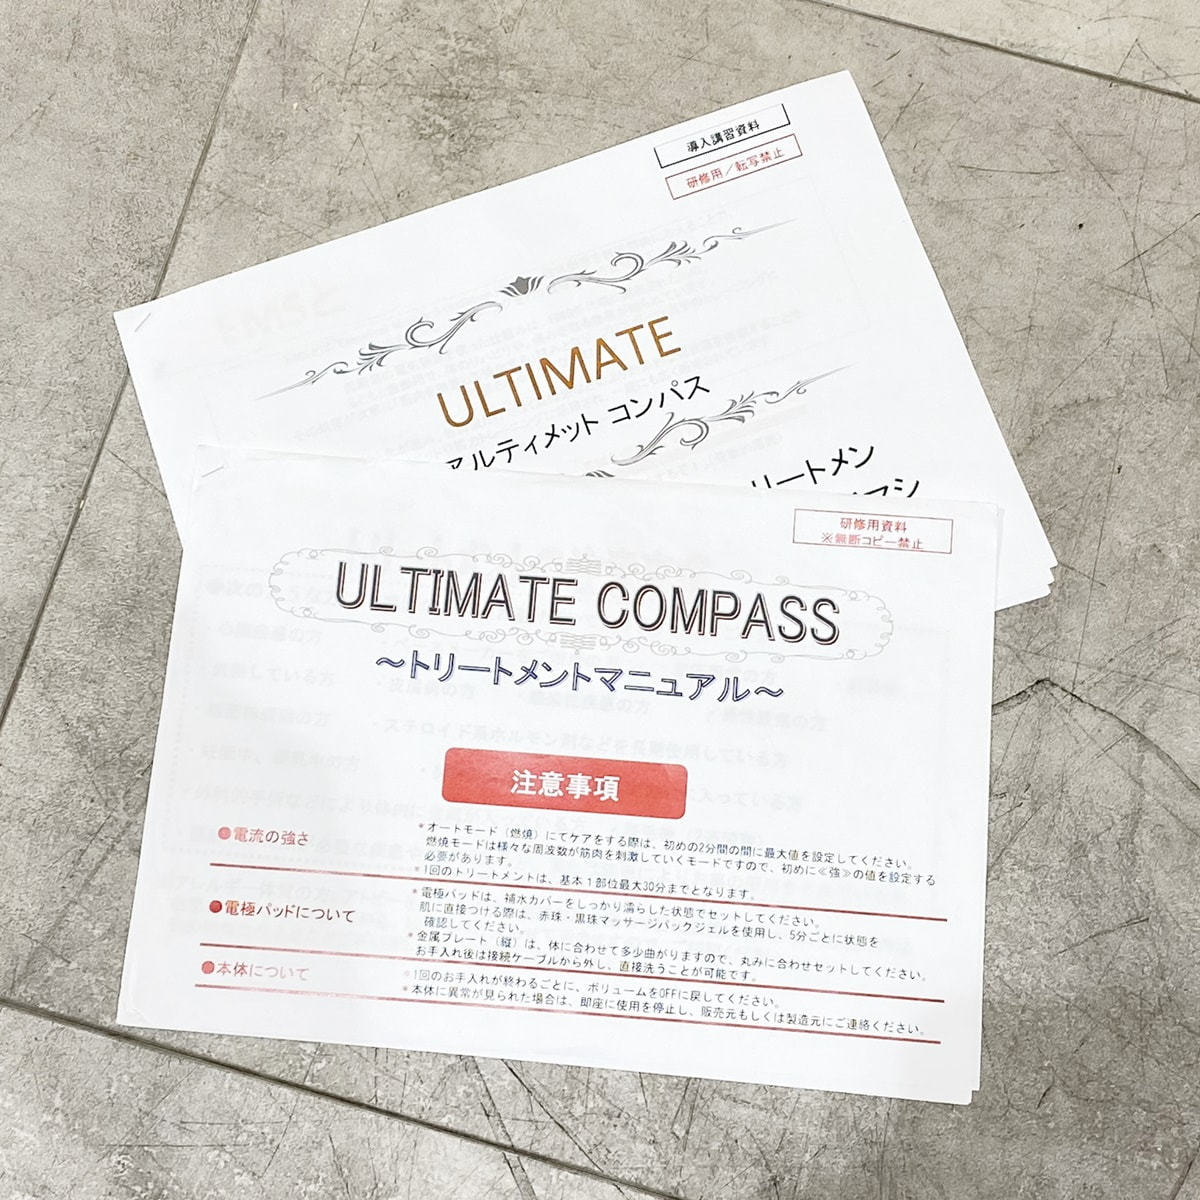 導入講習資料
研修用／転写禁止
ULTIMATE
アルティメット コンパス
リートメン
研修用資料
※無断コピー禁止
ULTIMATE COMPASS
～トリートメントマニュアル～
注意事項
●電流の強さ
*オートモード（燃焼）にてケアをする際は、初めの2分間の間に最大値を設定してください。
燃焼モードは様々な周波数が筋肉を刺激していくモードですので、初めに≪強≫の値を設定する
必要があります。
*1回のトリートメントは、基本１部位最大30分までとなります。
●電極パッドについて
*電極パッドは、補水カバーをしっかり濡らした状態でセットしてください。
肌に直接つける際は、赤珠・黒珠マッサージパックジェルを使用し、5分ごとに状態を
確認してください。
*金属プレート（縦）は、体に合わせて多少曲がりますので、丸みに合わせセットしてください。
お手入れ後は接続ケーブルから外し、直接洗うことが可能です。
●本体について
*1回のお手入れが終わるごとに、ボリュームをOFFに戻してください。
*本体に異常が見られた場合は、即座に使用を停止し、販売元もしくは製造元にご連絡ください。